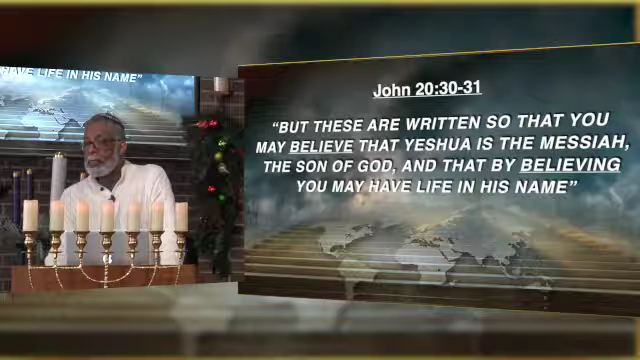 HAVE LIFE IN HIS NAME”
John 20:30-31
“BUT THESE ARE WRITTEN SO THAT YOU
MAY BELIEVE THAT YESHUA IS THE MESSIAH,
THE SON OF GOD, AND THAT BY BELIEVING
YOU MAY HAVE LIFE IN HIS NAME”